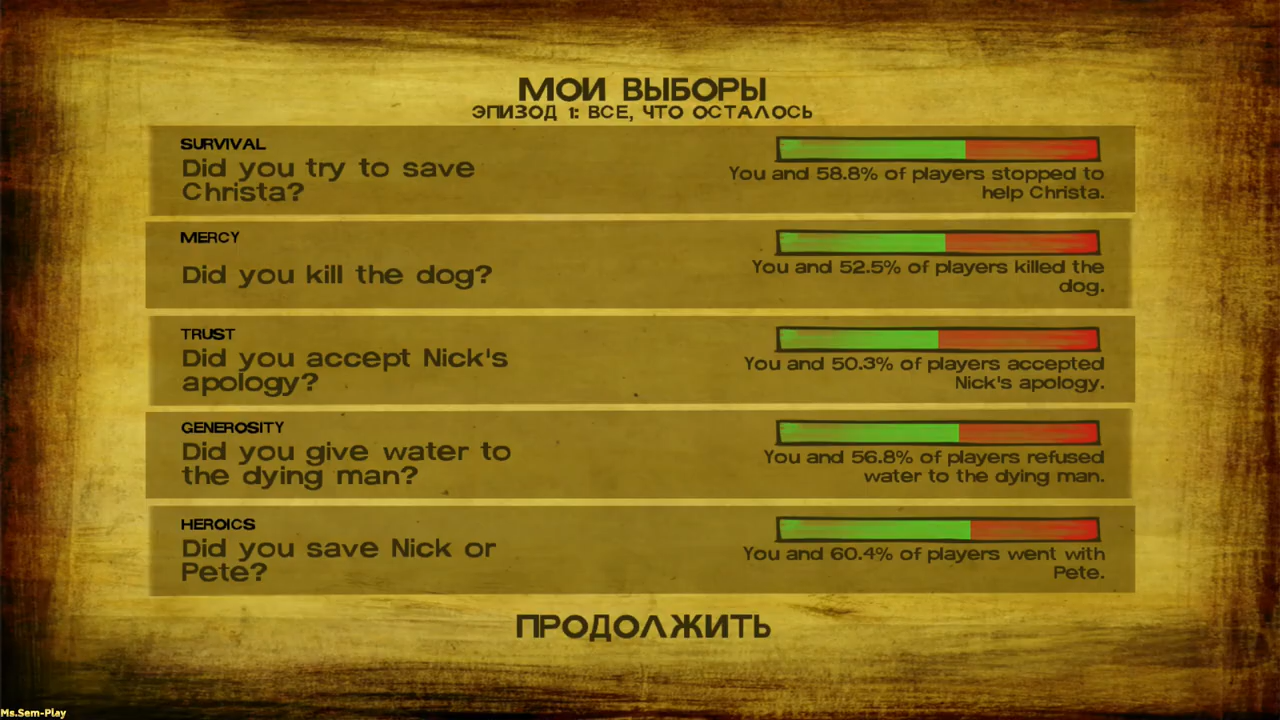 МОИ ВЫБОРЫ
ЭПИЗОД 1: ВСЕ, ЧТО ОСТАЛОСЬ
SURVIVAL
Did you try to save
Christa?
You and 58.8% of players stopped to
help Christa.
MERCY
Did you kill the dog?
You and 52.5% of players killed the
dog.
TRUST
Did you accept Nick's
apology?
You and 50.3% of players accepted
Nick's apology.
GENEROSITY
Did you give water to
the dying man?
You and 56.8% of players refused
water to the dying man.
HEROICS
Did you save Nick or
Pete?
You and 60.4% of players went with
Pete.
ПРОДОЛЖИТЬ
Ms.Sem-Play